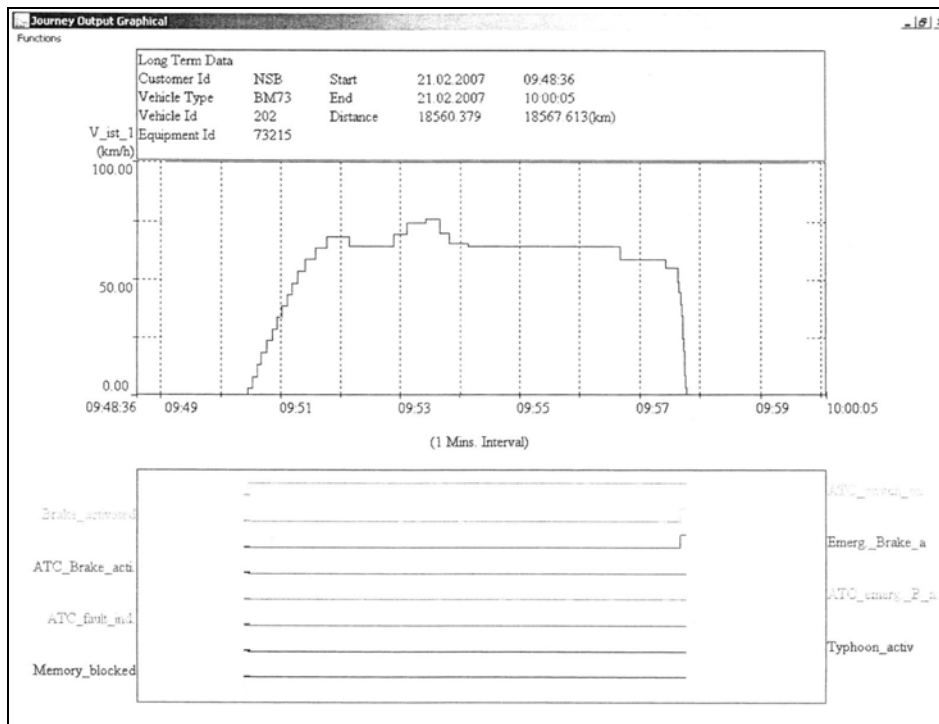 Journey Output Graphical
Functions
Long Term Data
Customer Id NSB Start 21.02.2007 09:48:36
Vehicle Type BM73 End 21.02.2007 10:00:05
Vehicle Id 202 Distance 18560.379 18567 613(km)
V_ist_1 Equipment Id 73215
(km/h)
100.00
50.00
0.00
09:48:36 09:49 09:51 09:53 09:55 09:57 09:59 10:00:05
(1 Mins. Interval)
Brake_activated
Emerg._Brake_a
ATC_Brake_acti.
ATC_emerg._B_a
ATC_fault_ind.
Typhoon_activ
Memory_blocked